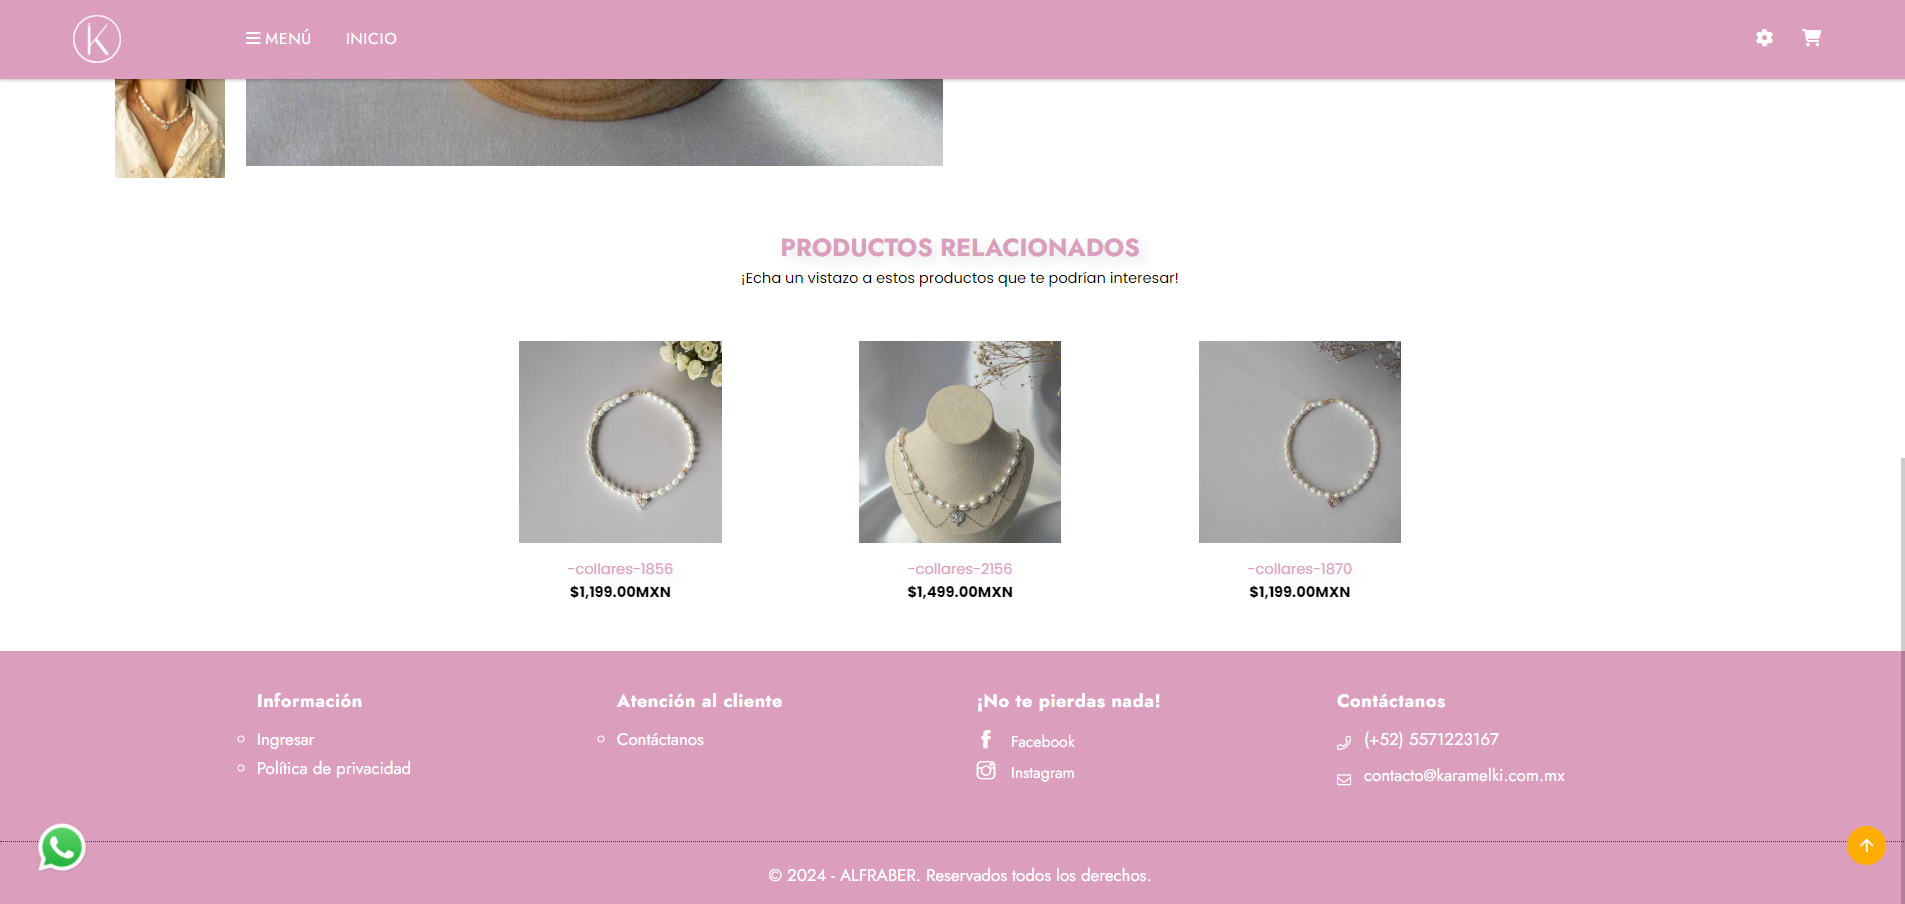 K
MENÚ
INICIO
PRODUCTOS RELACIONADOS
¡Echa un vistazo a estos productos que te podrían interesar!
-collares-1856
$1,199.00MXN
-collares-2156
$1,499.00MXN
-collares-1870
$1,199.00MXN
Información
Ingresar
Política de privacidad
Atención al cliente
Contáctanos
¡No te pierdas nada!
Facebook
Instagram
Contáctanos
(+52) 5571223167
contacto@karamelki.com.mx
© 2024 - ALFRABER. Reservados todos los derechos.